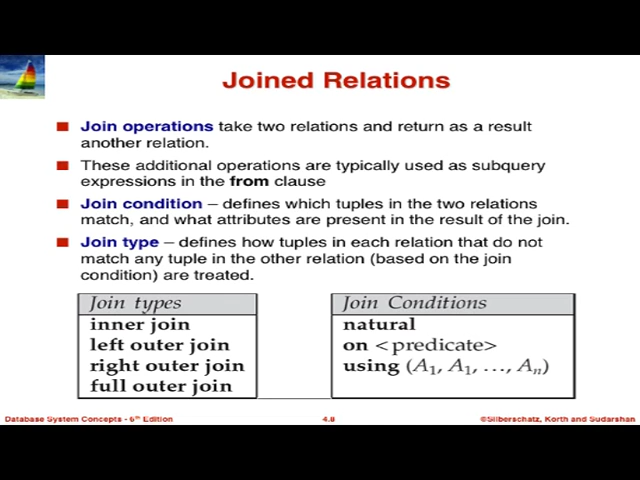 Joined Relations
Join operations take two relations and return as a result
another relation.
These additional operations are typically used as subquery
expressions in the from clause
Join condition – defines which tuples in the two relations
match, and what attributes are present in the result of the join.
Join type – defines how tuples in each relation that do not
match any tuple in the other relation (based on the join
condition) are treated.
Join types
inner join
left outer join
right outer join
full outer join
Join Conditions
natural
on <predicate>
using (A1, A1, ..., An)
Database System Concepts - 6th Edition
4.8
©Silberschatz, Korth and Sudarshan